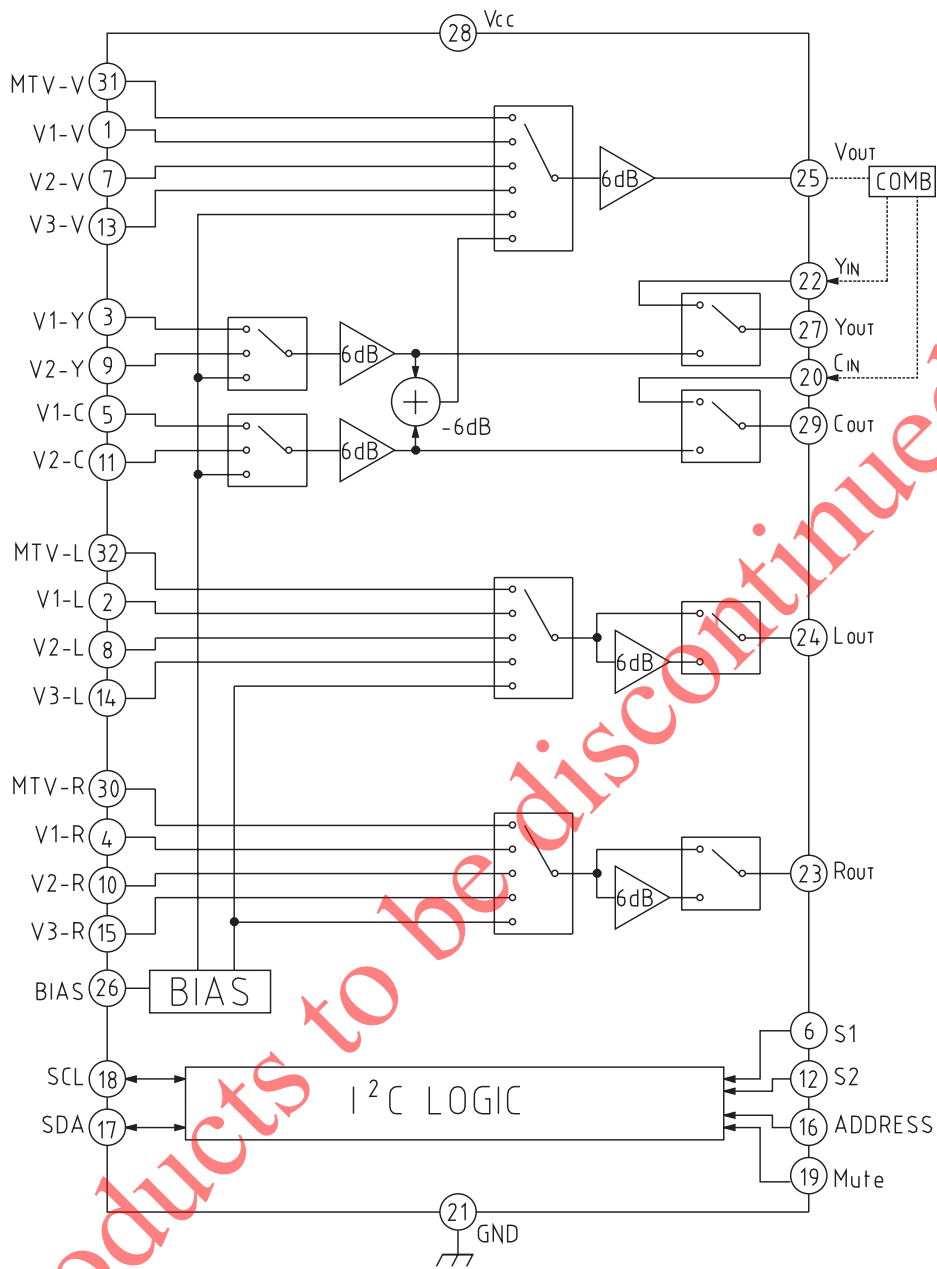 28 Vcc
MTV-V 31
V1-V 1
V2-V 7
V3-V 13
6dB
25 VOUT
COMB
22 YIN
27 YOUT
20 CIN
29 COUT
V1-Y 3
V2-Y 9
V1-C 5
V2-C 11
6dB
6dB
-6dB
MTV-L 32
V1-L 2
V2-L 8
V3-L 14
6dB
24 LOUT
MTV-R 30
V1-R 4
V2-R 10
V3-R 15
6dB
23 ROUT
BIAS 26
BIAS
SCL 18
SDA 17
I²C LOGIC
6 S1
12 S2
16 ADDRESS
19 Mute
21 GND
oducts to be discontinued